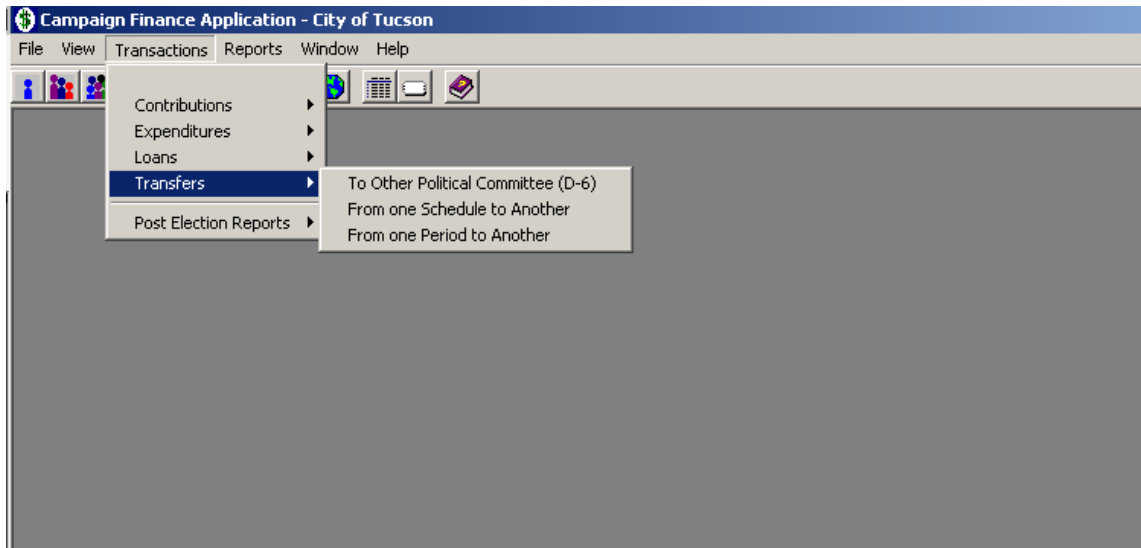 Campaign Finance Application - City of Tucson
File View Transactions Reports Window Help
Contributions
Expenditures
Loans
Transfers
To Other Political Committee (D-6)
From one Schedule to Another
From one Period to Another
Post Election Reports